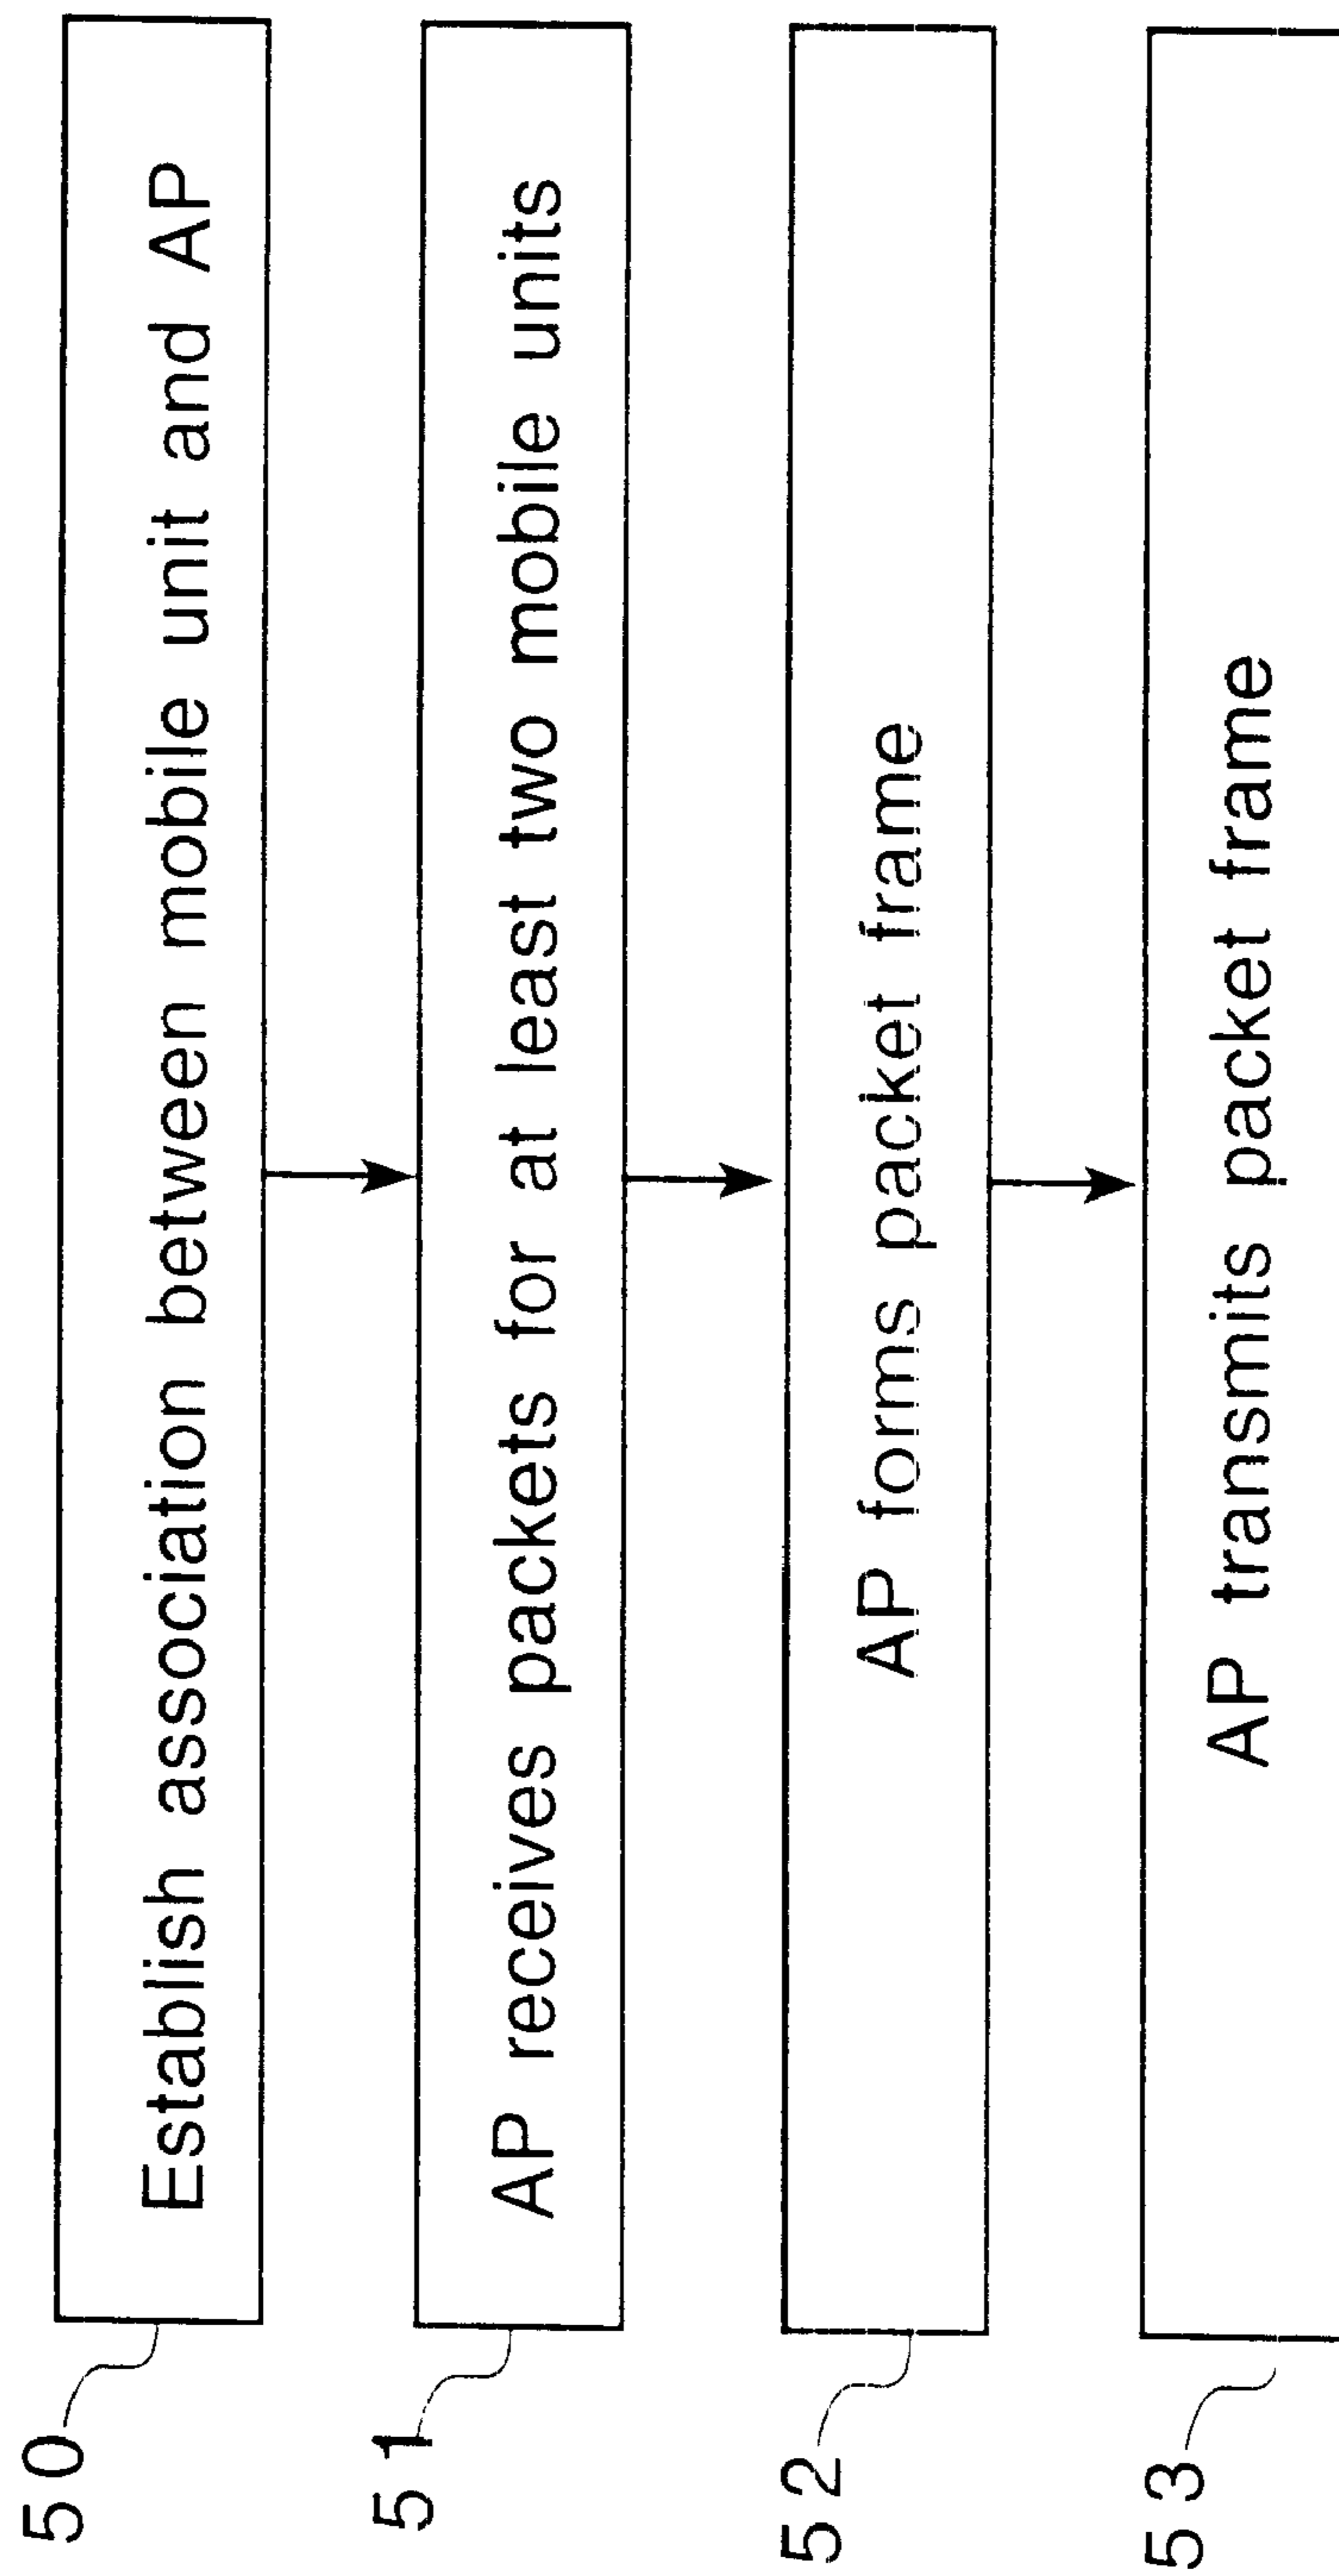 50
Establish association between mobile unit and AP
51
AP receives packets for at least two mobile units
52
AP forms packet frame
53
AP transmits packet frame